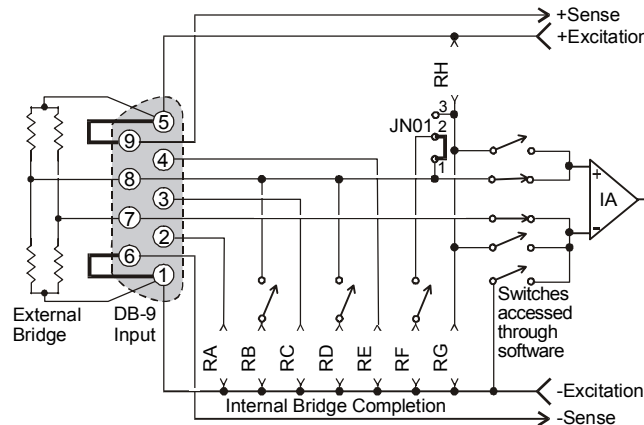 +Sense
+Excitation
RH
3
JN01
2
1
5
9
4
8
3
7
2
6
1
+
-
IA
External
Bridge
DB-9
Input
RA
RB
RC
RD
RE
RF
RG
Switches
accessed
through
software
Internal Bridge Completion
-Excitation
-Sense